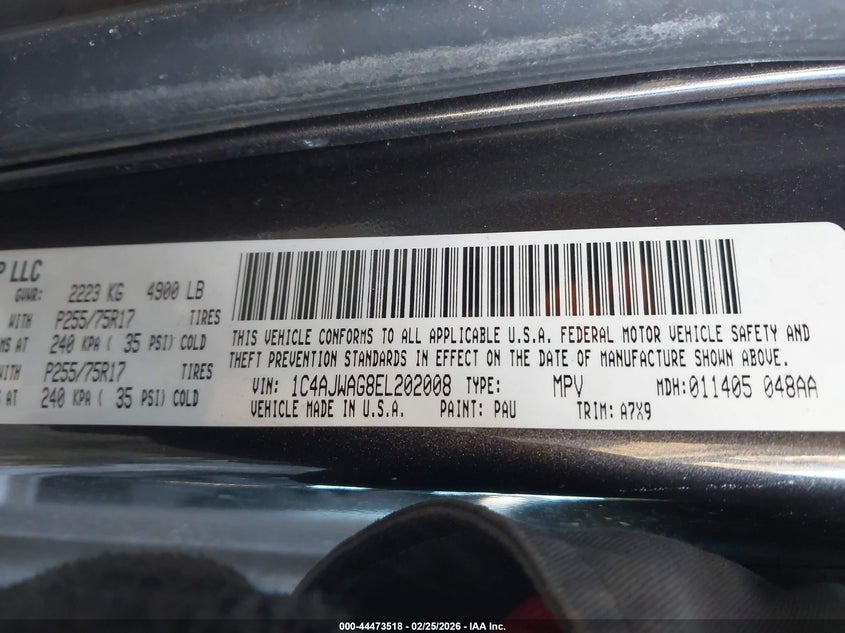 P LLC
GVWR: 2223 KG 4900 LB
WITH P255/75R17 TIRES
AT 240 KPA ( 35 PSI) COLD
WITH P255/75R17 TIRES
AT 240 KPA ( 35 PSI) COLD
THIS VEHICLE CONFORMS TO ALL APPLICABLE U.S.A. FEDERAL MOTOR VEHICLE SAFETY AND
THEFT PREVENTION STANDARDS IN EFFECT ON THE DATE OF MANUFACTURE SHOWN ABOVE.
VIN: 1C4AJWAG8EL202008 TYPE: MPV MDH:011405 048AA
VEHICLE MADE IN U.S.A. PAINT: PAU TRIM: A7X9
000-44473518 - 02/25/2026 - IAA Inc.